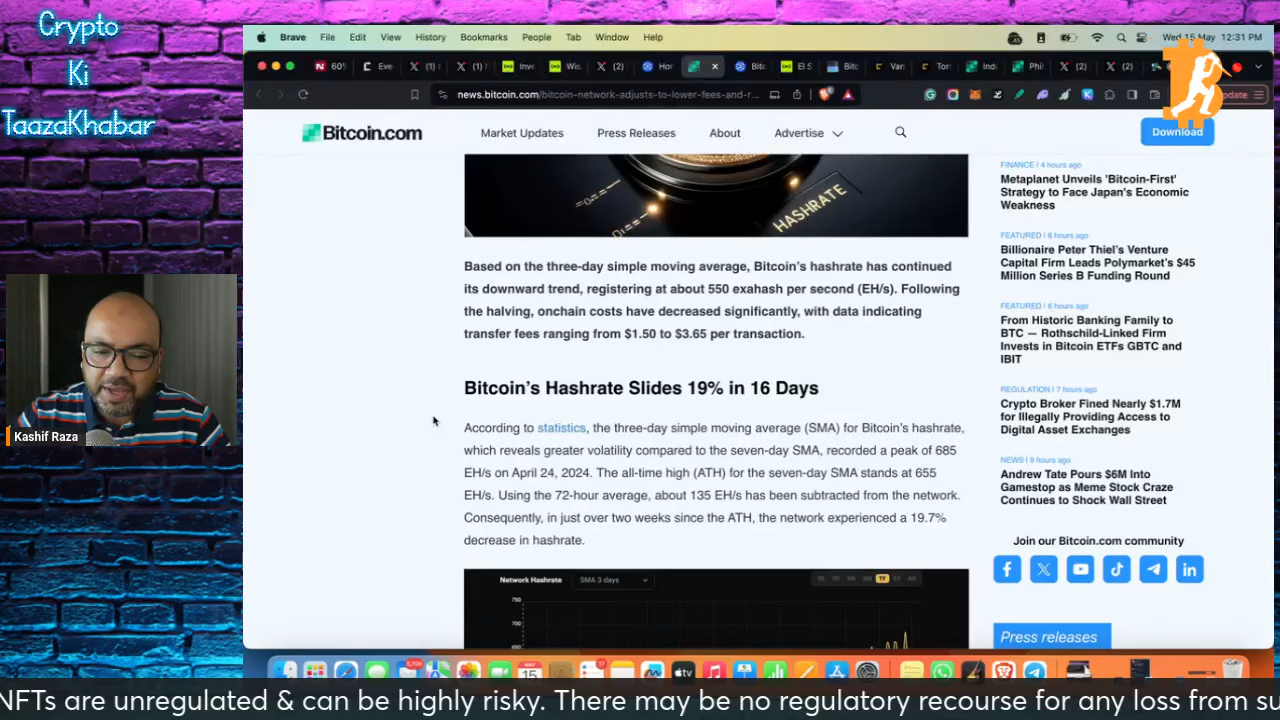 Crypto
Ki
TaazaKhabar
Brave File Edit View History Bookmarks People Tab Window Help
Wed 15 May 12:31 PM
news.bitcoin.com/bitcoin-network-adjusts-to-lower-fees-and-r...
Bitcoin.com
Market Updates
Press Releases
About
Advertise
Download
HASHRATE
Based on the three-day simple moving average, Bitcoin's hashrate has continued
its downward trend, registering at about 550 exahash per second (EH/s). Following
the halving, onchain costs have decreased significantly, with data indicating
transfer fees ranging from $1.50 to $3.65 per transaction.
Bitcoin's Hashrate Slides 19% in 16 Days
According to statistics, the three-day simple moving average (SMA) for Bitcoin's hashrate,
which reveals greater volatility compared to the seven-day SMA, recorded a peak of 685
EH/s on April 24, 2024. The all-time high (ATH) for the seven-day SMA stands at 655
EH/s. Using the 72-hour average, about 135 EH/s has been subtracted from the network.
Consequently, in just over two weeks since the ATH, the network experienced a 19.7%
decrease in hashrate.
Network Hashrate
SMA 3 days
1Y
750
700
FINANCE | 4 hours ago
Metaplanet Unveils 'Bitcoin-First'
Strategy to Face Japan's Economic
Weakness
FEATURED | 6 hours ago
Billionaire Peter Thiel's Venture
Capital Firm Leads Polymarket's $45
Million Series B Funding Round
FEATURED | 6 hours ago
From Historic Banking Family to
BTC — Rothschild-Linked Firm
Invests in Bitcoin ETFs GBTC and
IBIT
REGULATION | 7 hours ago
Crypto Broker Fined Nearly $1.7M
for Illegally Providing Access to
Digital Asset Exchanges
NEWS | 9 hours ago
Andrew Tate Pours $6M Into
Gamestop as Meme Stock Craze
Continues to Shock Wall Street
Join our Bitcoin.com community
Press releases
Kashif Raza
NFTs are unregulated & can be highly risky. There may be no regulatory recourse for any loss from su